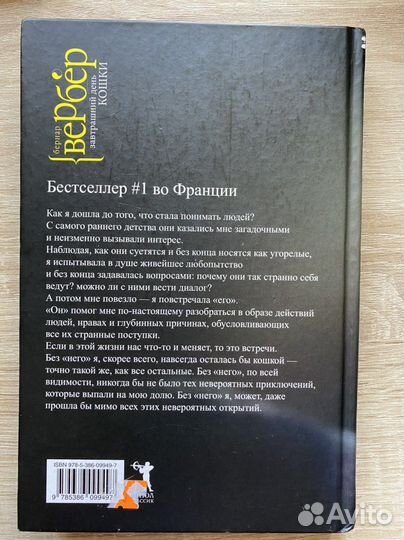 бернар
вербер
завтрашний день
КОШКИ
Бестселлер #1 во Франции
Как я дошла до того, что стала понимать людей?
С самого раннего детства они казались мне загадочными
и неизменно вызывали интерес.
Наблюдая, как они суетятся и без конца носятся как угорелые,
я испытывала в душе живейшее любопытство
и без конца задавалась вопросами: почему они так странно себя
ведут? можно ли с ними вести диалог?
А потом мне повезло — я повстречала «его».
«Он» помог мне по-настоящему разобраться в образе действий
людей, нравах и глубинных причинах, обусловливающих
все их странные поступки.
Если в этой жизни нас что-то и меняет, то это встречи.
Без «него» я, скорее всего, навсегда осталась бы кошкой —
точно такой же, как все остальные. Без «него», по всей
видимости, никогда бы не было тех невероятных приключений,
которые выпали на мою долю. Без «него» я, может, даже
прошла бы мимо всех этих невероятных открытий.
ISBN 978-5-386-09949-7
9 785386 099497
Avito